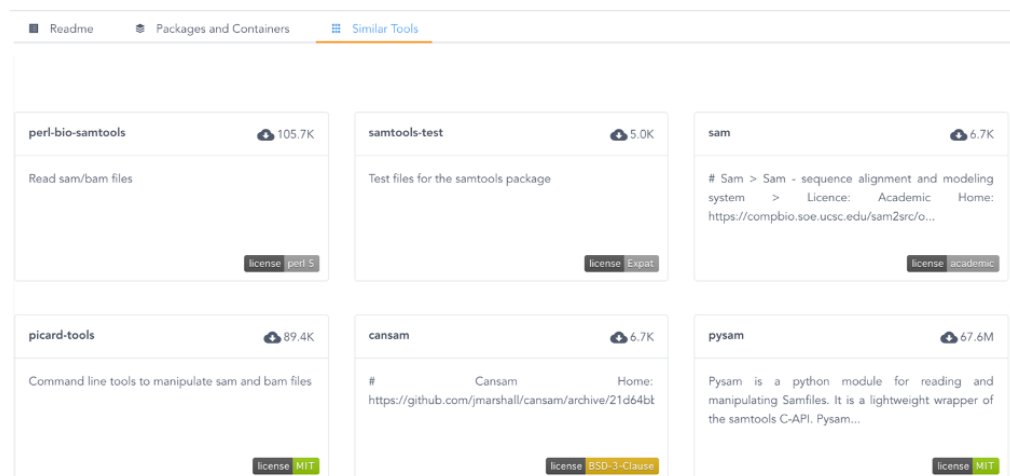 Readme Packages and Containers Similar Tools
perl-bio-samtools 105.7K
Read sam/bam files
license perl 5
samtools-test 5.0K
Test files for the samtools package
license Expat
sam 6.7K
# Sam > Sam - sequence alignment and modeling
system > Licence: Academic Home:
https://compbio.soe.ucsc.edu/sam2src/o...
license academic
picard-tools 89.4K
Command line tools to manipulate sam and bam files
license MIT
cansam 6.7K
# Cansam Home:
https://github.com/jmarshall/cansam/archive/21d64bb
license BSD-3-Clause
pysam 67.6M
Pysam is a python module for reading and
manipulating Samfiles. It is a lightweight wrapper of
the samtools C-API. Pysam...
license MIT